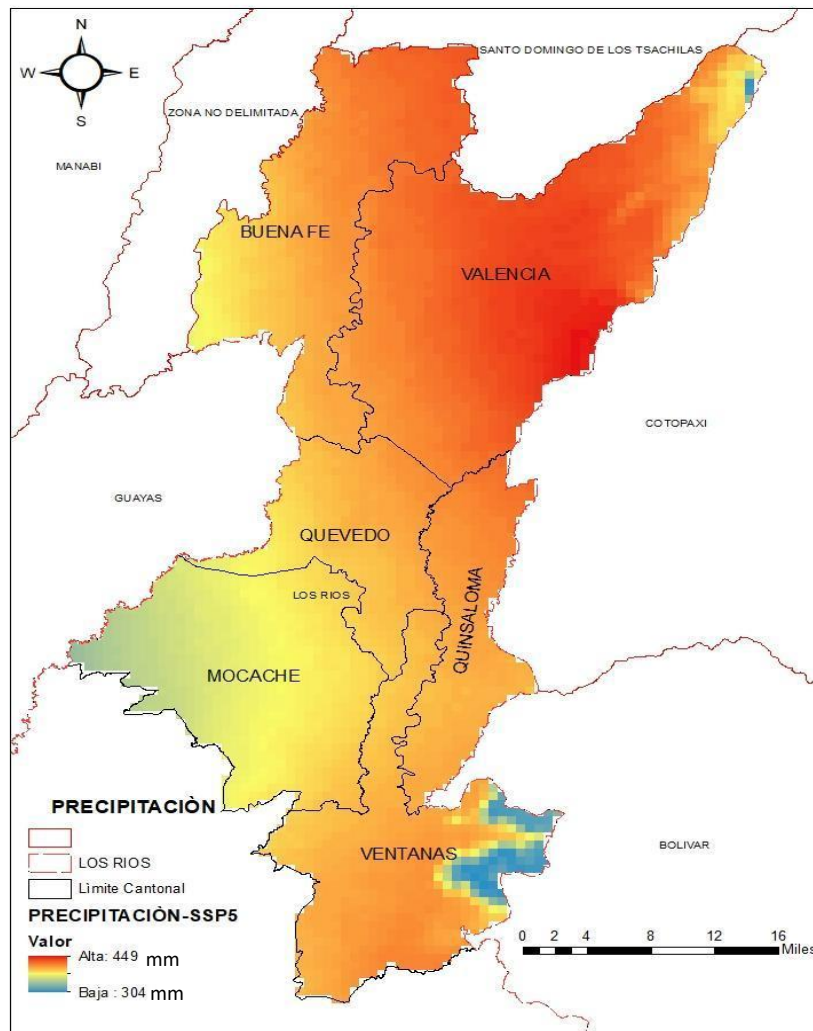 N
W E
S
SANTO DOMINGO DE LOS TSACHILAS
ZONA NO DELIMITADA
MANABI
BUENA FE
VALENCIA
COTOPAXI
GUAYAS
QUEVEDO
LOS RIOS
QUINSALOMA
MOCACHE
VENTANAS
BOLIVAR
PRECIPITACIÒN
LOS RIOS
Lìmite Cantonal
PRECIPITACIÒN-SSP5
Valor
Alta: 449 mm
Baja : 304 mm
0 2 4 8 12 16
Miles